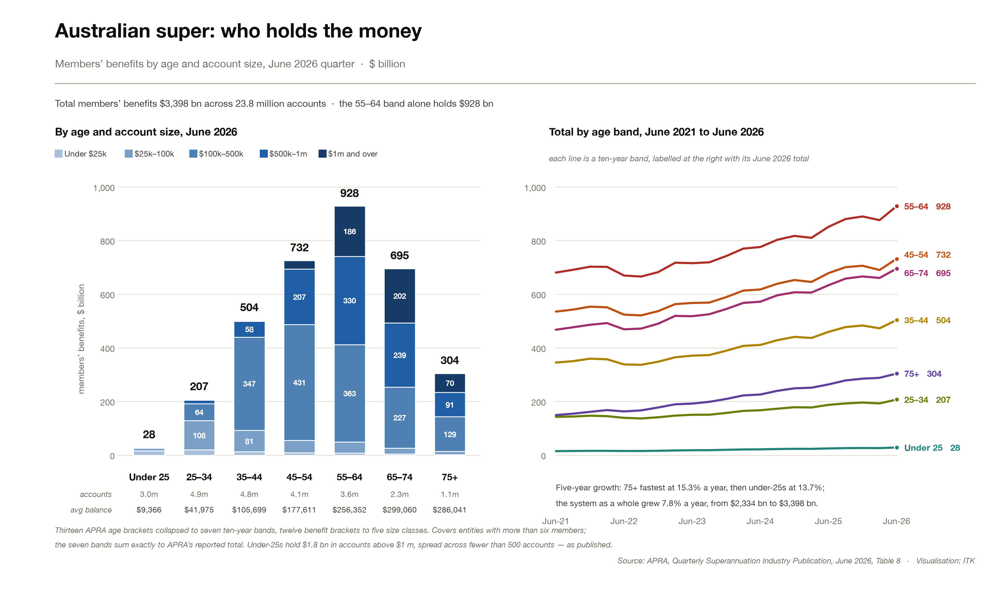 Australian super: who holds the money
Members’ benefits by age and account size, June 2026 quarter · $ billion
Total members’ benefits $3,398 bn across 23.8 million accounts · the 55–64 band alone holds $928 bn
By age and account size, June 2026
Under $25k $25k–100k $100k–500k $500k–1m $1m and over
members’ benefits, $ billion
1,000
800
600
400
200
0
28
207
64
108
504
58
347
81
732
207
431
928
186
330
363
695
202
239
227
304
70
91
129
Under 25 25–34 35–44 45–54 55–64 65–74 75+
accounts 3.0m 4.9m 4.8m 4.1m 3.6m 2.3m 1.1m
avg balance $9,366 $41,975 $105,699 $177,611 $256,352 $299,060 $286,041
Total by age band, June 2021 to June 2026
each line is a ten-year band, labelled at the right with its June 2026 total
1,000
800
600
400
200
0
55–64 928
45–54 732
65–74 695
35–44 504
75+ 304
25–34 207
Under 25 28
Five-year growth: 75+ fastest at 15.3% a year, then under-25s at 13.7%;
the system as a whole grew 7.8% a year, from $2,334 bn to $3,398 bn.
Jun-21 Jun-22 Jun-23 Jun-24 Jun-25 Jun-26
Thirteen APRA age brackets collapsed to seven ten-year bands, twelve benefit brackets to five size classes. Covers entities with more than six members;
the seven bands sum exactly to APRA’s reported total. Under-25s hold $1.8 bn in accounts above $1 m, spread across fewer than 500 accounts — as published.
Source: APRA, Quarterly Superannuation Industry Publication, June 2026, Table 8 · Visualisation: ITK